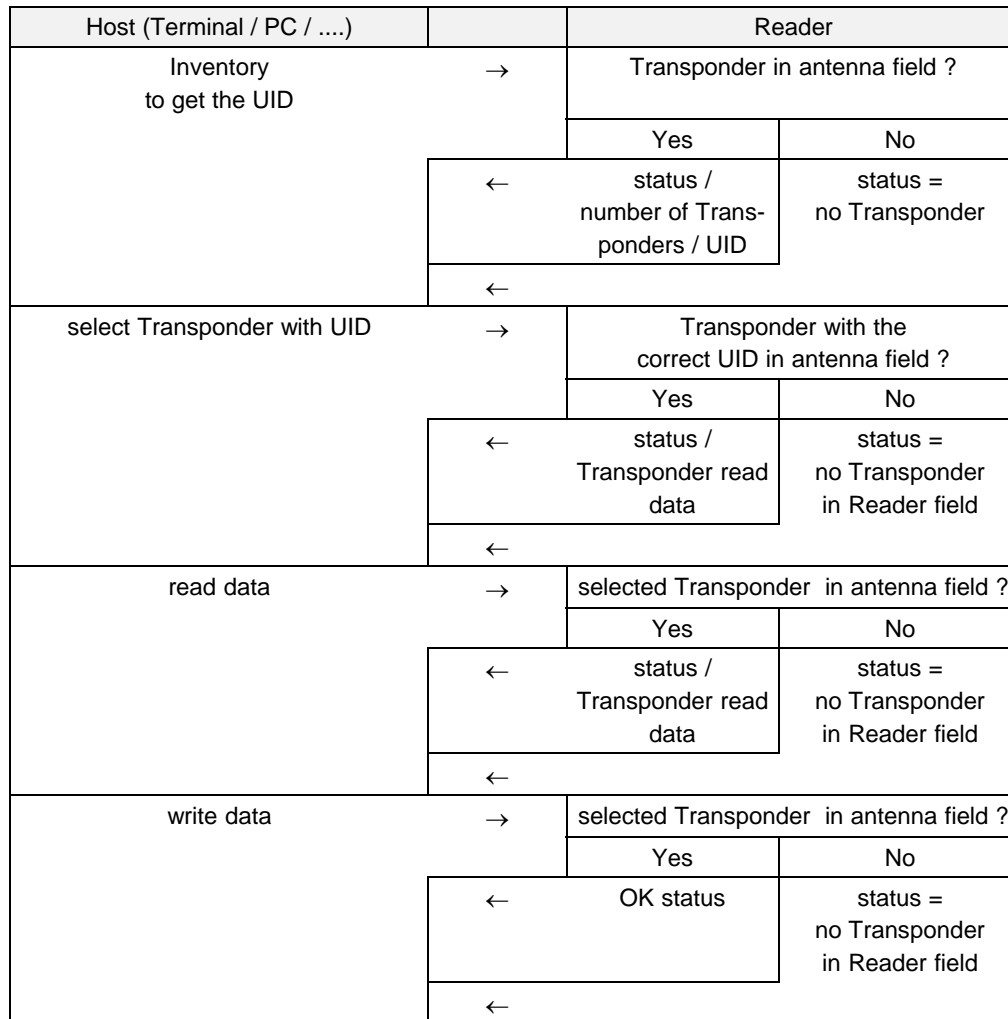 Host (Terminal / PC / ....) Reader
Inventory → Transponder in antenna field ?
to get the UID
Yes No
← status / status =
number of Trans- no Transponder
ponders / UID
←
select Transponder with UID → Transponder with the
correct UID in antenna field ?
Yes No
← status / status =
Transponder read no Transponder
data in Reader field
←
read data → selected Transponder in antenna field ?
Yes No
← status / status =
Transponder read no Transponder
data in Reader field
←
write data → selected Transponder in antenna field ?
Yes No
← OK status status =
no Transponder
in Reader field
←